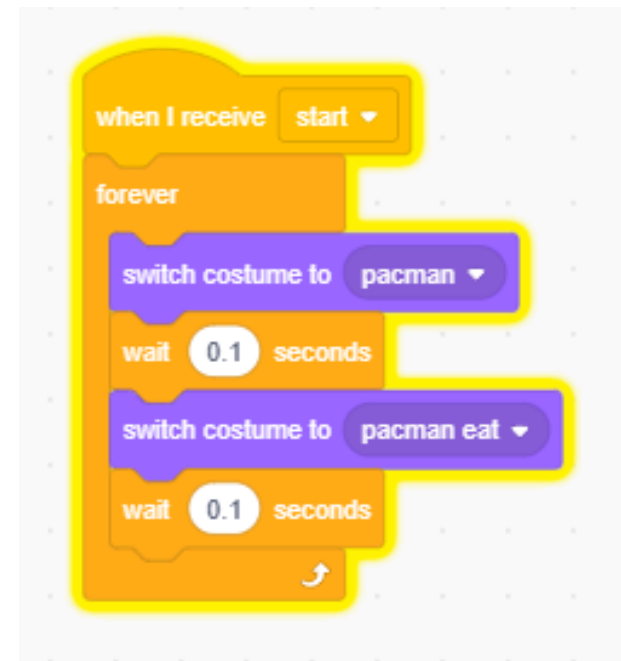 when I receive start
forever
switch costume to pacman
wait 0.1 seconds
switch costume to pacman eat
wait 0.1 seconds